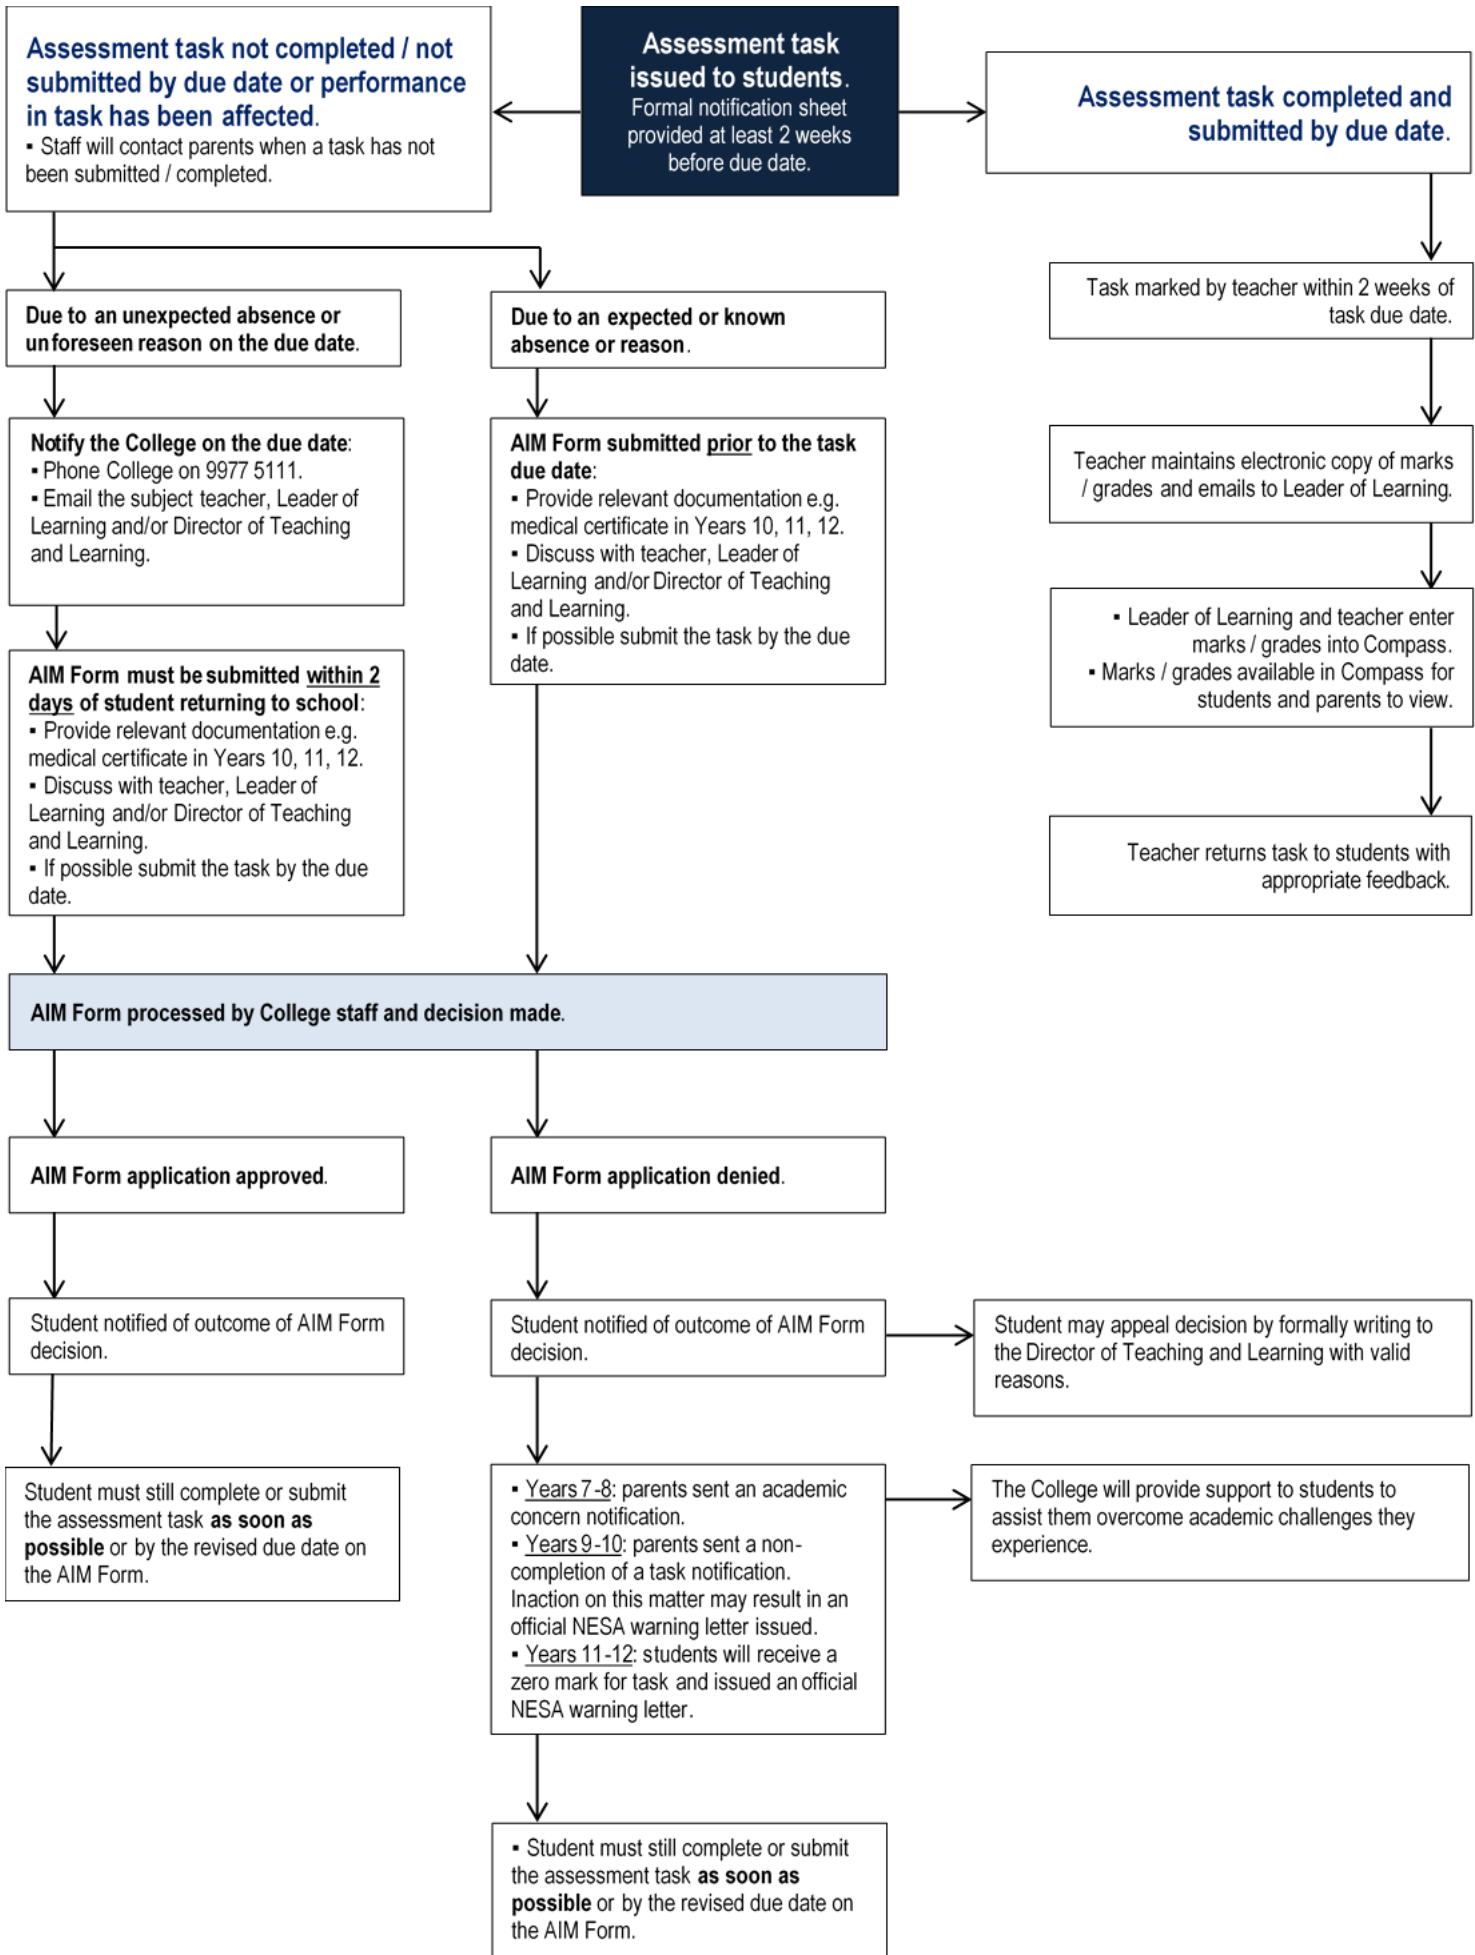 Assessment task not completed / not
submitted by due date or performance
in task has been affected.
▪ Staff will contact parents when a task has not
been submitted / completed.
Assessment task
issued to students.
Formal notification sheet
provided at least 2 weeks
before due date.
Assessment task completed and
submitted by due date.
Due to an unexpected absence or
unforeseen reason on the due date.
Due to an expected or known
absence or reason.
Task marked by teacher within 2 weeks of
task due date.
Notify the College on the due date:
▪ Phone College on 9977 5111.
▪ Email the subject teacher, Leader of
Learning and/or Director of Teaching
and Learning.
AIM Form submitted prior to the task
due date:
▪ Provide relevant documentation e.g.
medical certificate in Years 10, 11, 12.
▪ Discuss with teacher, Leader of
Learning and/or Director of Teaching
and Learning.
▪ If possible submit the task by the due
date.
Teacher maintains electronic copy of marks
/ grades and emails to Leader of Learning.
▪ Leader of Learning and teacher enter
marks / grades into Compass.
▪ Marks / grades available in Compass for
students and parents to view.
AIM Form must be submitted within 2
days of student returning to school:
▪ Provide relevant documentation e.g.
medical certificate in Years 10, 11, 12.
▪ Discuss with teacher, Leader of
Learning and/or Director of Teaching
and Learning.
▪ If possible submit the task by the due
date.
Teacher returns task to students with
appropriate feedback.
AIM Form processed by College staff and decision made.
AIM Form application approved.
AIM Form application denied.
Student notified of outcome of AIM Form
decision.
Student notified of outcome of AIM Form
decision.
Student may appeal decision by formally writing to
the Director of Teaching and Learning with valid
reasons.
Student must still complete or submit
the assessment task as soon as
possible or by the revised due date on
the AIM Form.
▪ Years 7-8: parents sent an academic
concern notification.
▪ Years 9-10: parents sent a non-
completion of a task notification.
Inaction on this matter may result in an
official NESA warning letter issued.
▪ Years 11-12: students will receive a
zero mark for task and issued an official
NESA warning letter.
The College will provide support to students to
assist them overcome academic challenges they
experience.
▪ Student must still complete or submit
the assessment task as soon as
possible or by the revised due date on
the AIM Form.